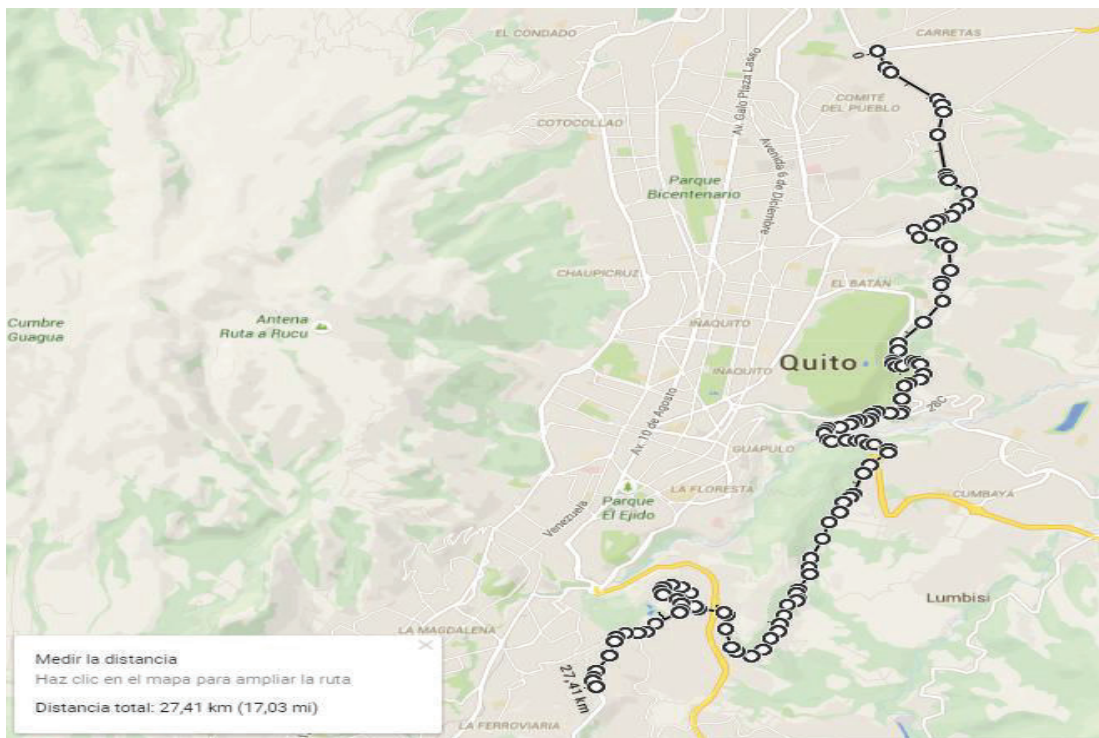 EL CONDADO
CARRETAS
0
Av. Galo Plaza Lasso
COMITÉ
DEL PUEBLO
COTOCOLLAO
Avenida 6 de Diciembre
Parque
Bicentenario
CHAUPICRUZ
EL BATÁN
Cumbre
Guagua
Antena
Ruta a Rucu
IÑAQUITO
Quito
IÑAQUITO
28C
Av. 10 de Agosto
GUÁPULO
LA FLORESTA
CUMBAYA
Parque
El Ejido
Venezuela
Lumbisi
LA MAGDALENA
27,41 km
Medir la distancia
Haz clic en el mapa para ampliar la ruta
Distancia total: 27,41 km (17,03 mi)
LA FERROVIARIA